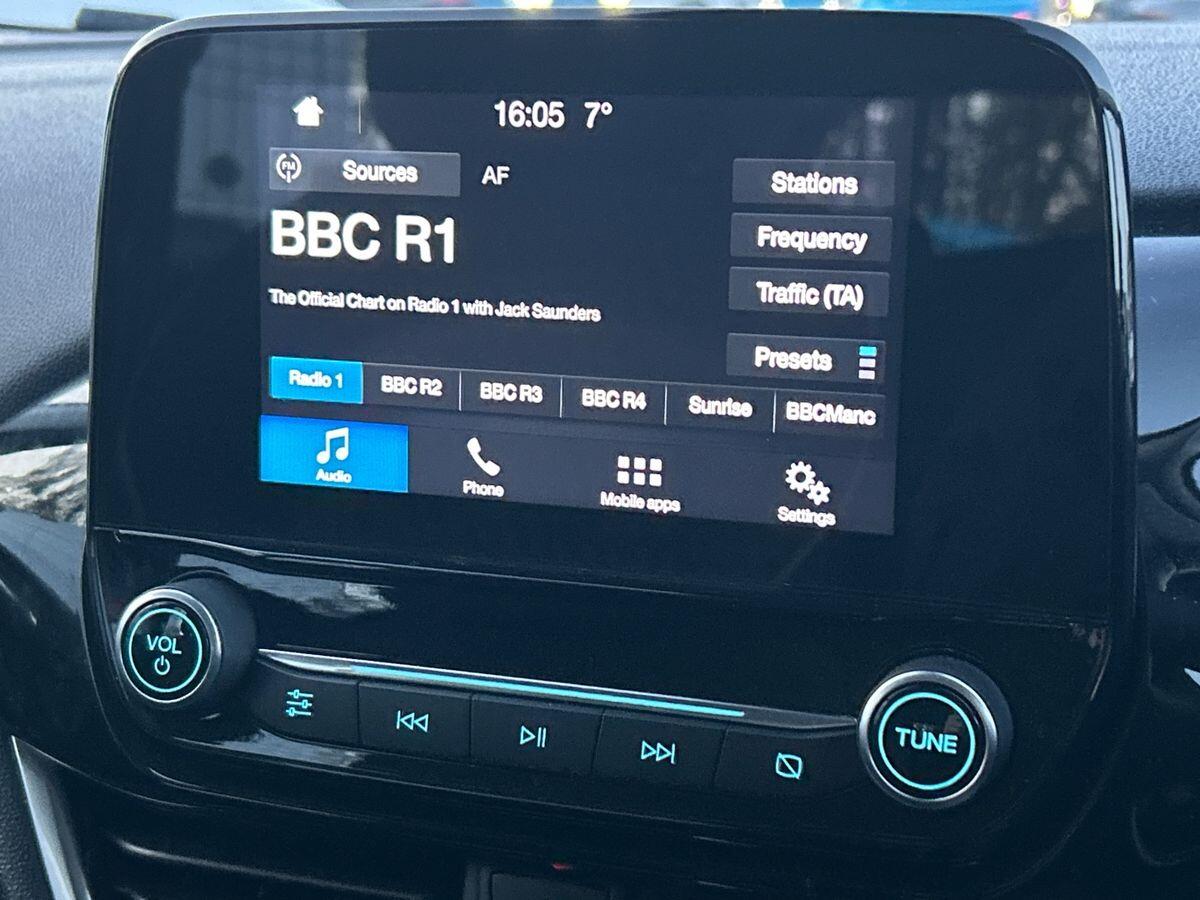 16:05 7°
FM Sources AF
Stations
BBC R1
Frequency
The Official Chart on Radio 1 with Jack Saunders
Traffic (TA)
Presets
Radio 1 BBC R2 BBC R3 BBC R4 Sunrise BBCManc
Audio Phone Mobile apps Settings
VOL
TUNE